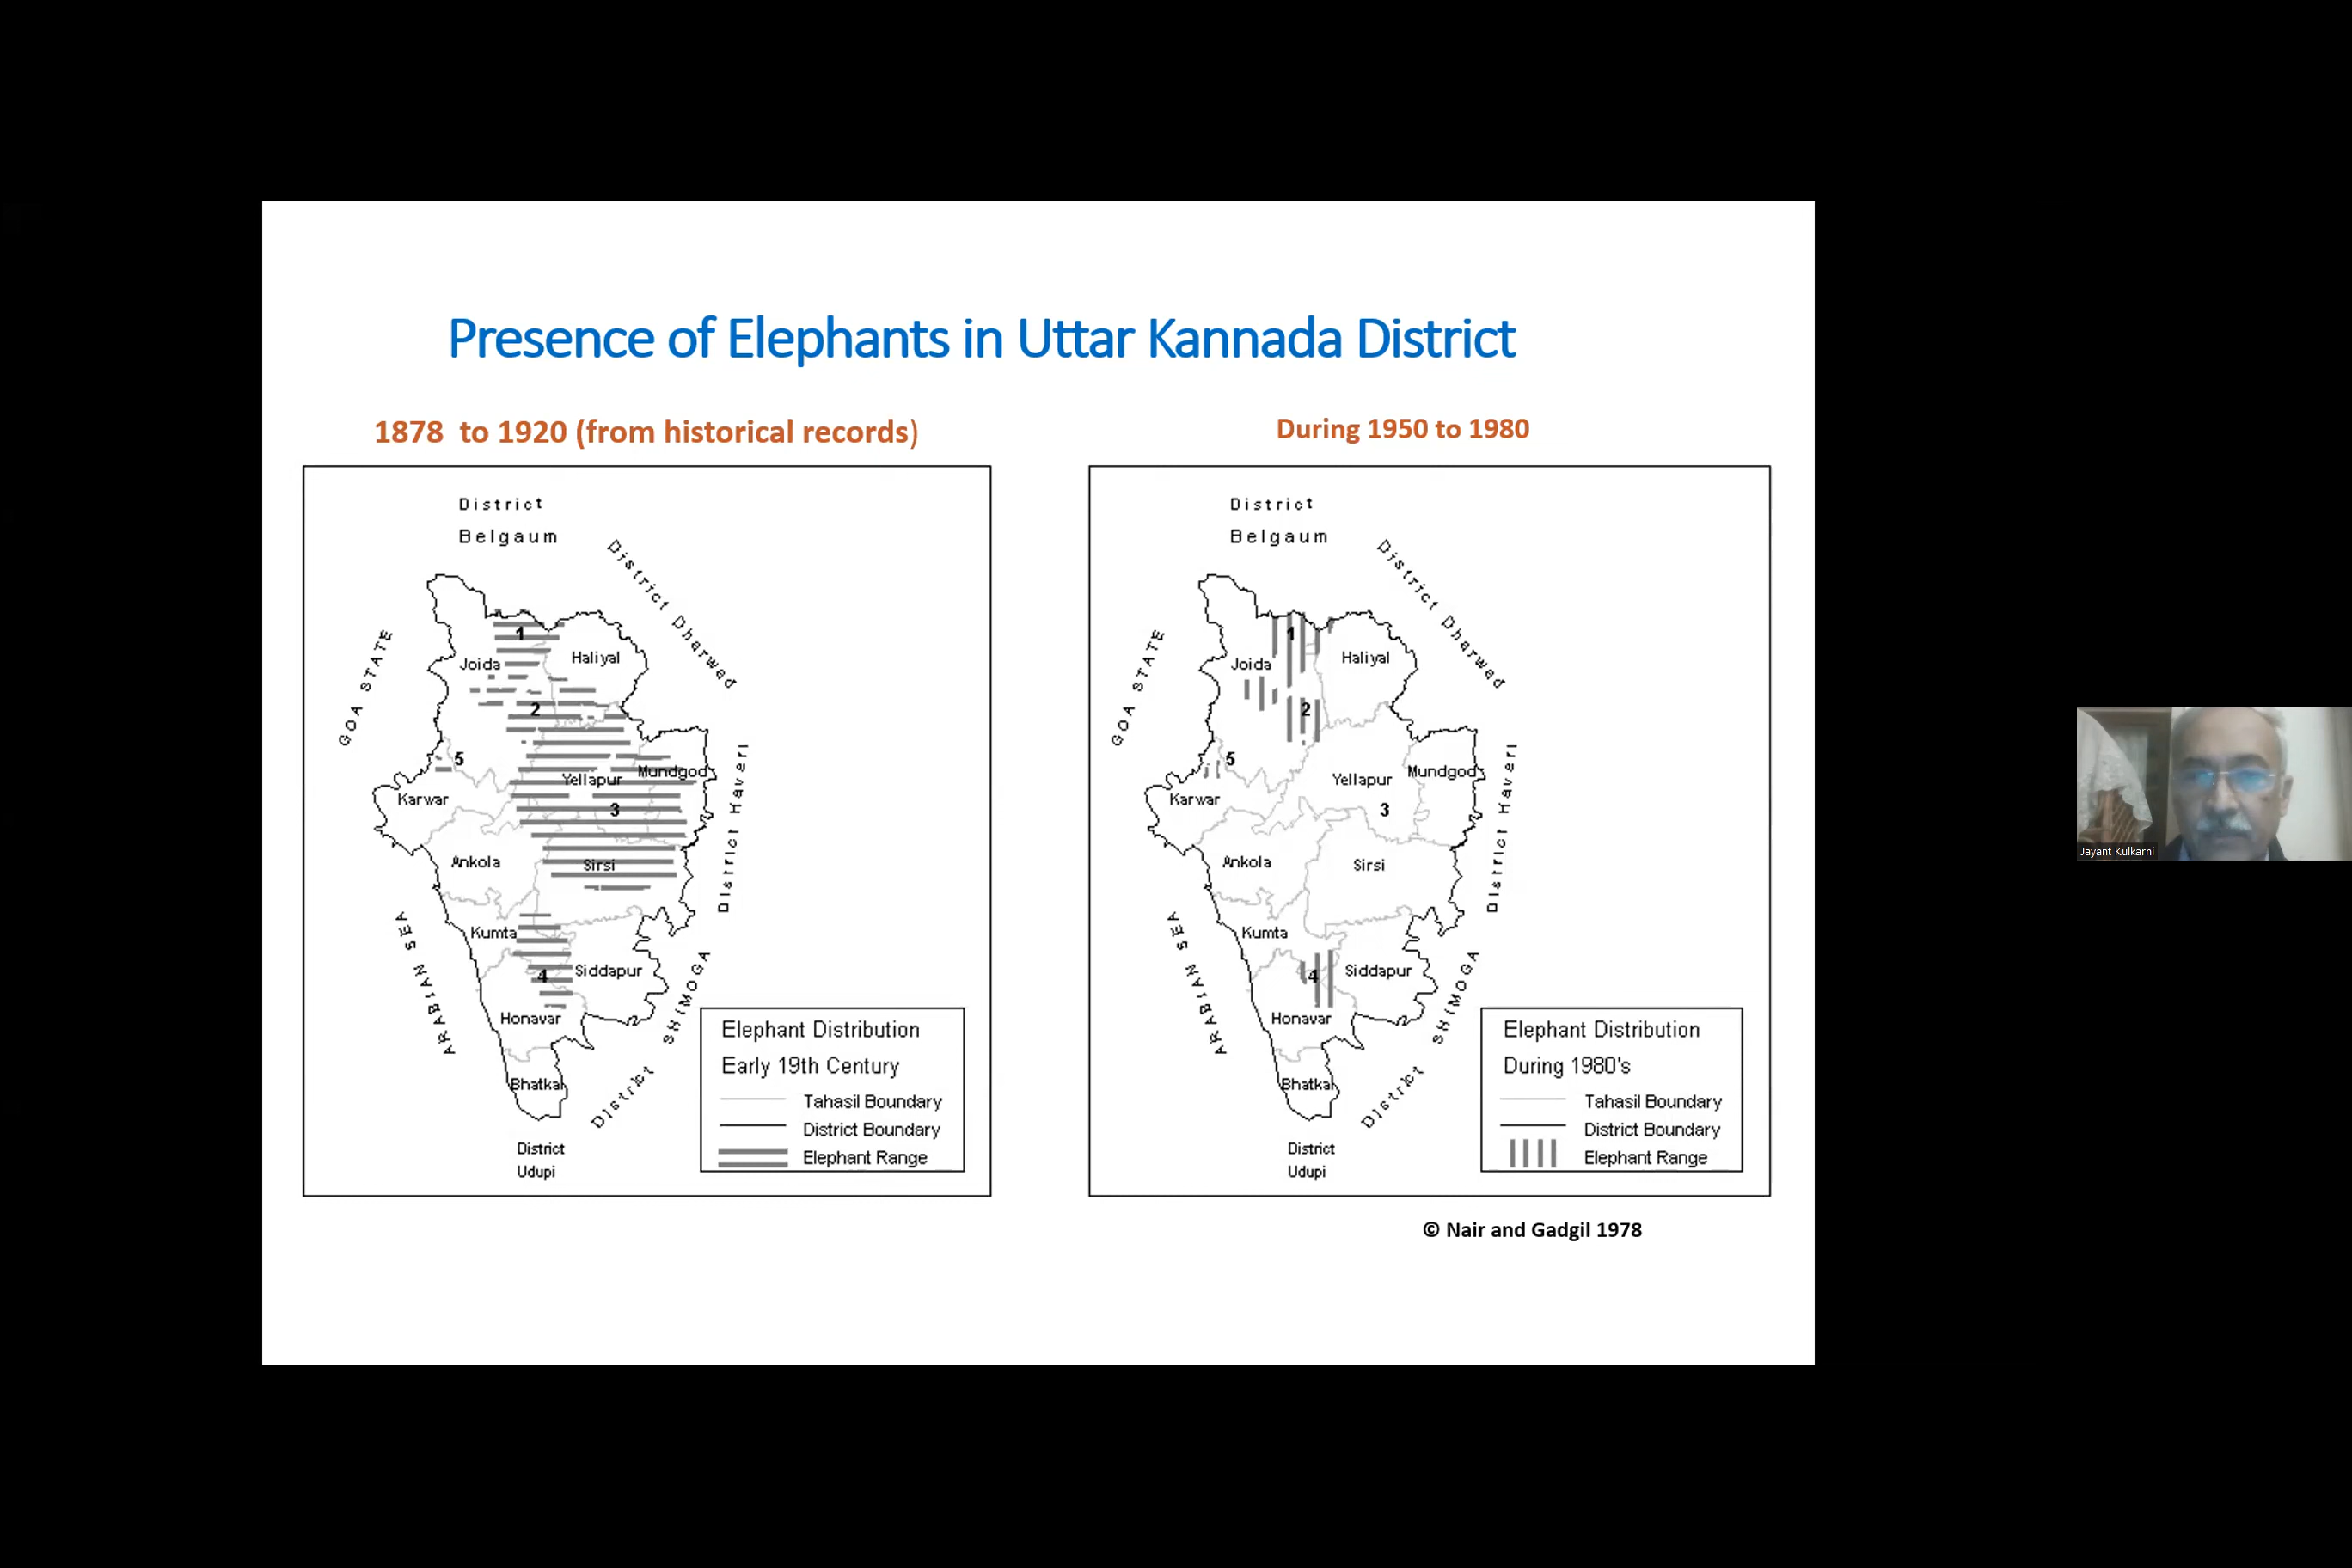 Presence of Elephants in Uttar Kannada District
1878 to 1920 (from historical records)
District
Belgaum
District Dharwad
GOA STATE
1
Joida
Haliyal
2
5
Yellapur
Mundgod
Karwar
3
District Haveri
Ankola
Sirsi
ARABIAN SEA
Kumta
4
Siddapur
Honavar
District SHIMOGA
Bhatkal
District
Udupi
Elephant Distribution
Early 19th Century
Tahasil Boundary
District Boundary
Elephant Range
During 1950 to 1980
District
Belgaum
District Dharwad
GOA STATE
1
Joida
Haliyal
2
5
Yellapur
Mundgod
Karwar
3
District Haveri
Ankola
Sirsi
ARABIAN SEA
Kumta
4
Siddapur
Honavar
District SHIMOGA
Bhatkal
District
Udupi
Elephant Distribution
During 1980's
Tahasil Boundary
District Boundary
Elephant Range
© Nair and Gadgil 1978
Jayant Kulkarni